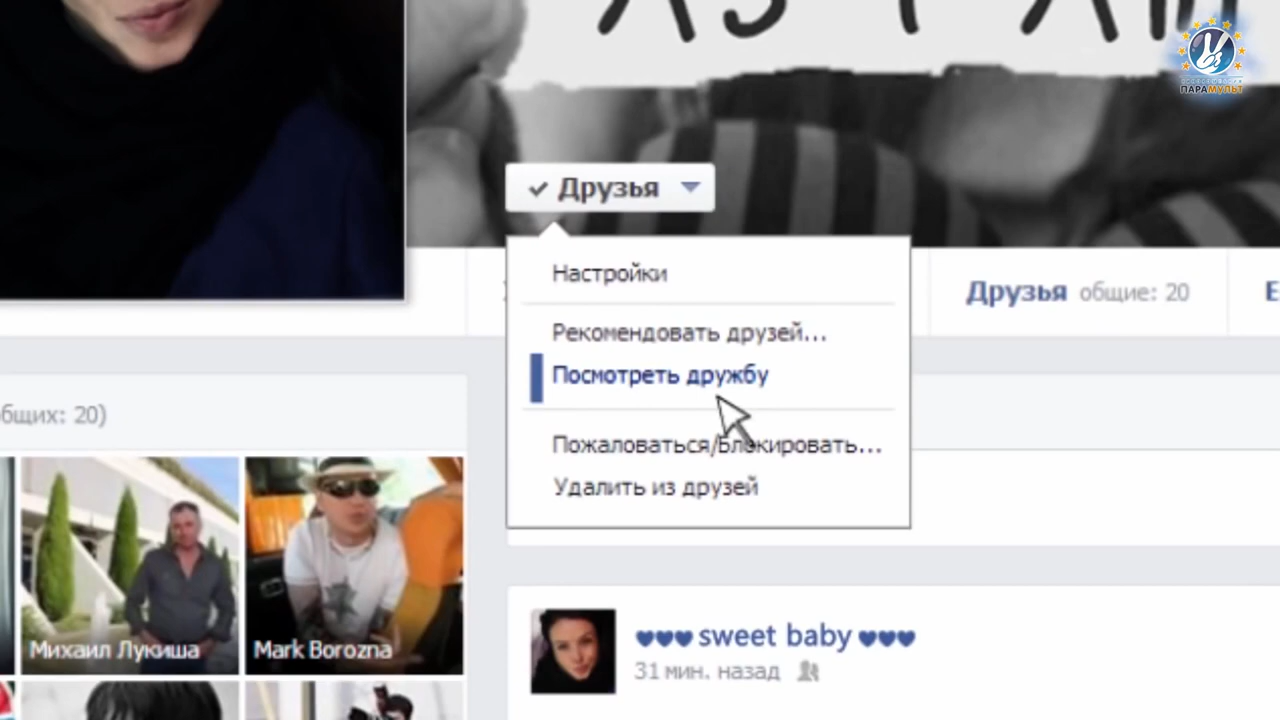 ПАРАМУЛЬТ
Друзья
Настройки
Рекомендовать друзей...
Посмотреть дружбу
Пожаловаться/Блокировать...
Удалить из друзей
Друзья общие: 20
общих: 20)
Михаил Лукиша
Mark Borozna
♥♥♥ sweet baby ♥♥♥
31 мин. назад